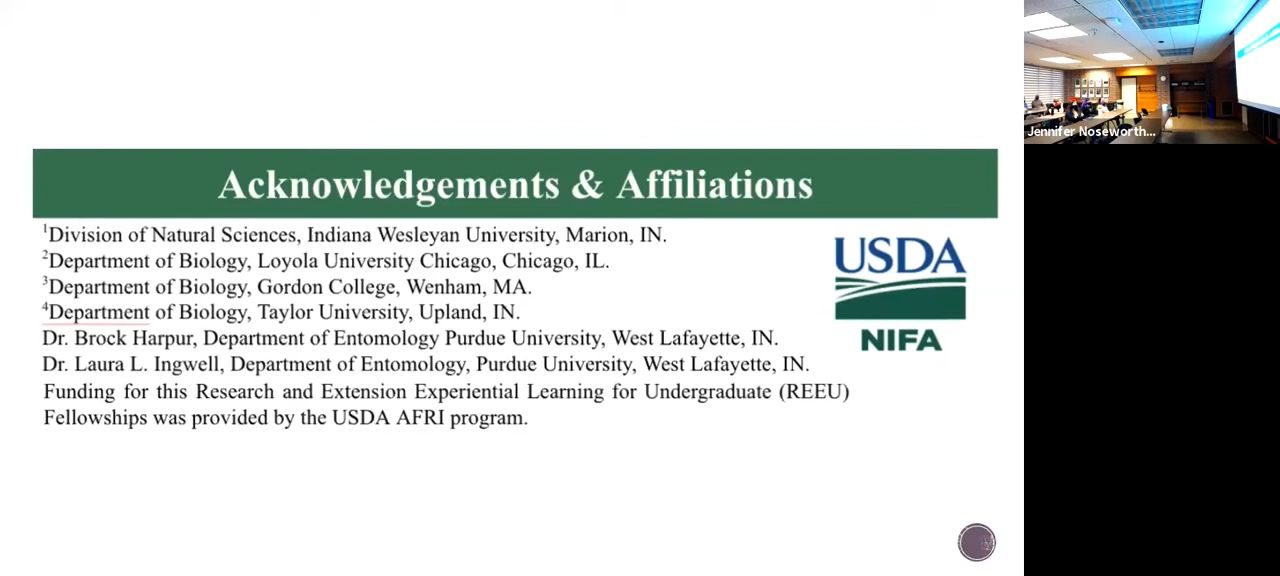 Acknowledgements & Affiliations
¹Division of Natural Sciences, Indiana Wesleyan University, Marion, IN.
²Department of Biology, Loyola University Chicago, Chicago, IL.
³Department of Biology, Gordon College, Wenham, MA.
⁴Department of Biology, Taylor University, Upland, IN.
Dr. Brock Harpur, Department of Entomology Purdue University, West Lafayette, IN.
Dr. Laura L. Ingwell, Department of Entomology, Purdue University, West Lafayette, IN.
Funding for this Research and Extension Experiential Learning for Undergraduate (REEU)
Fellowships was provided by the USDA AFRI program.
USDA
NIFA
Jennifer Noseworth...